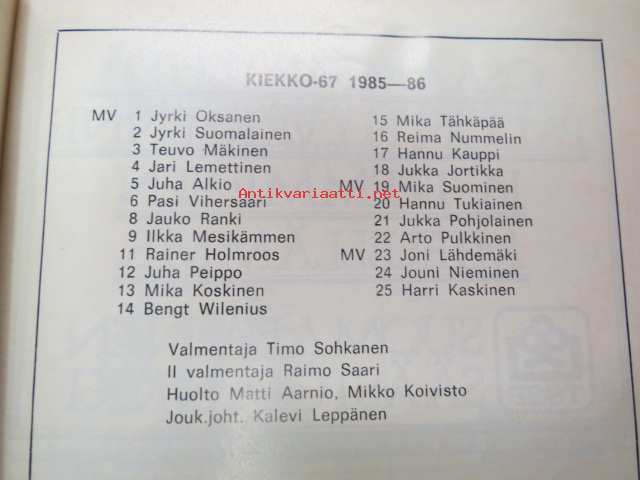 KIEKKO-67 1985—86
MV 1 Jyrki Oksanen
2 Jyrki Suomalainen
3 Teuvo Mäkinen
4 Jari Lemettinen
5 Juha Alkio
6 Pasi Vihersaari
8 Jauko Ranki
9 Ilkka Mesikämmen
11 Rainer Holmroos
12 Juha Peippo
13 Mika Koskinen
14 Bengt Wilenius
15 Mika Tähkäpää
16 Reima Nummelin
17 Hannu Kauppi
18 Jukka Jortikka
MV 19 Mika Suominen
20 Hannu Tukiainen
21 Jukka Pohjolainen
22 Arto Pulkkinen
MV 23 Joni Lähdemäki
24 Jouni Nieminen
25 Harri Kaskinen
Antikvariaatti.net
Valmentaja Timo Sohkanen
II valmentaja Raimo Saari
Huolto Matti Aarnio, Mikko Koivisto
Jouk.joht. Kalevi Leppänen